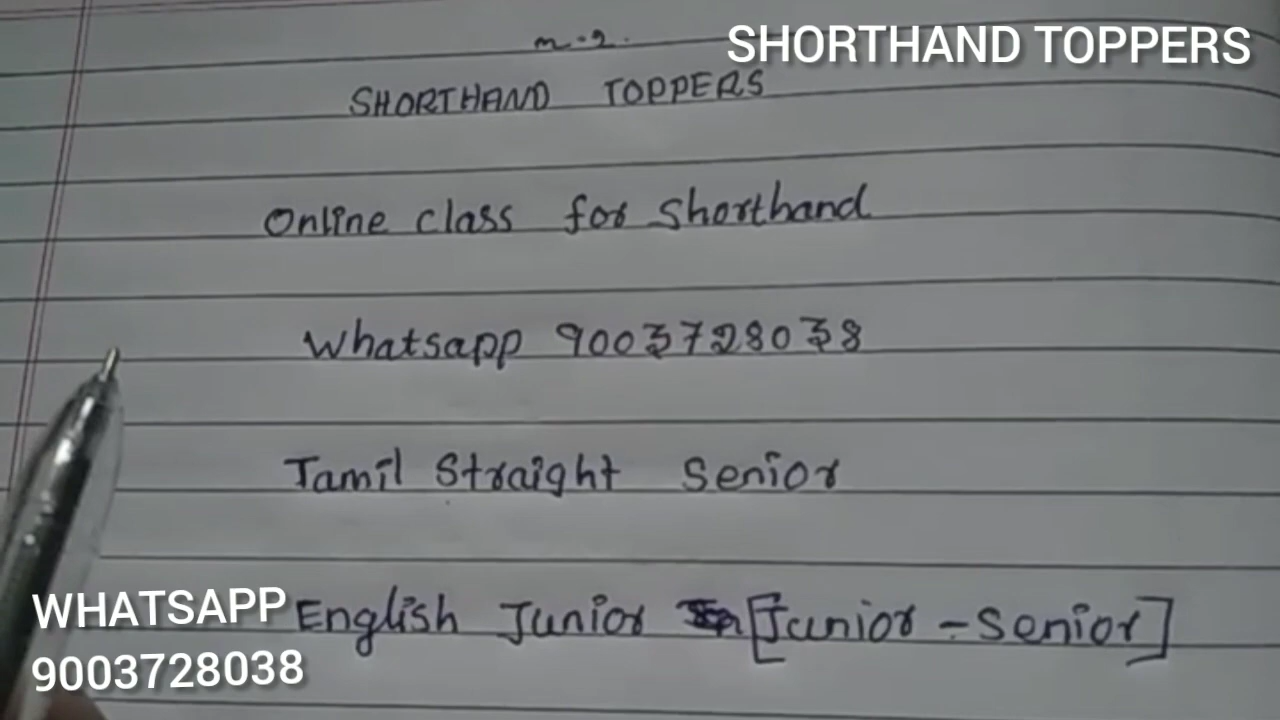 SHORTHAND TOPPERS
SHORTHAND TOPPERS
Online class for shorthand
Whatsapp 9003728038
Tamil Straight Senior
English Junior [Junior - Senior]
WHATSAPP
9003728038